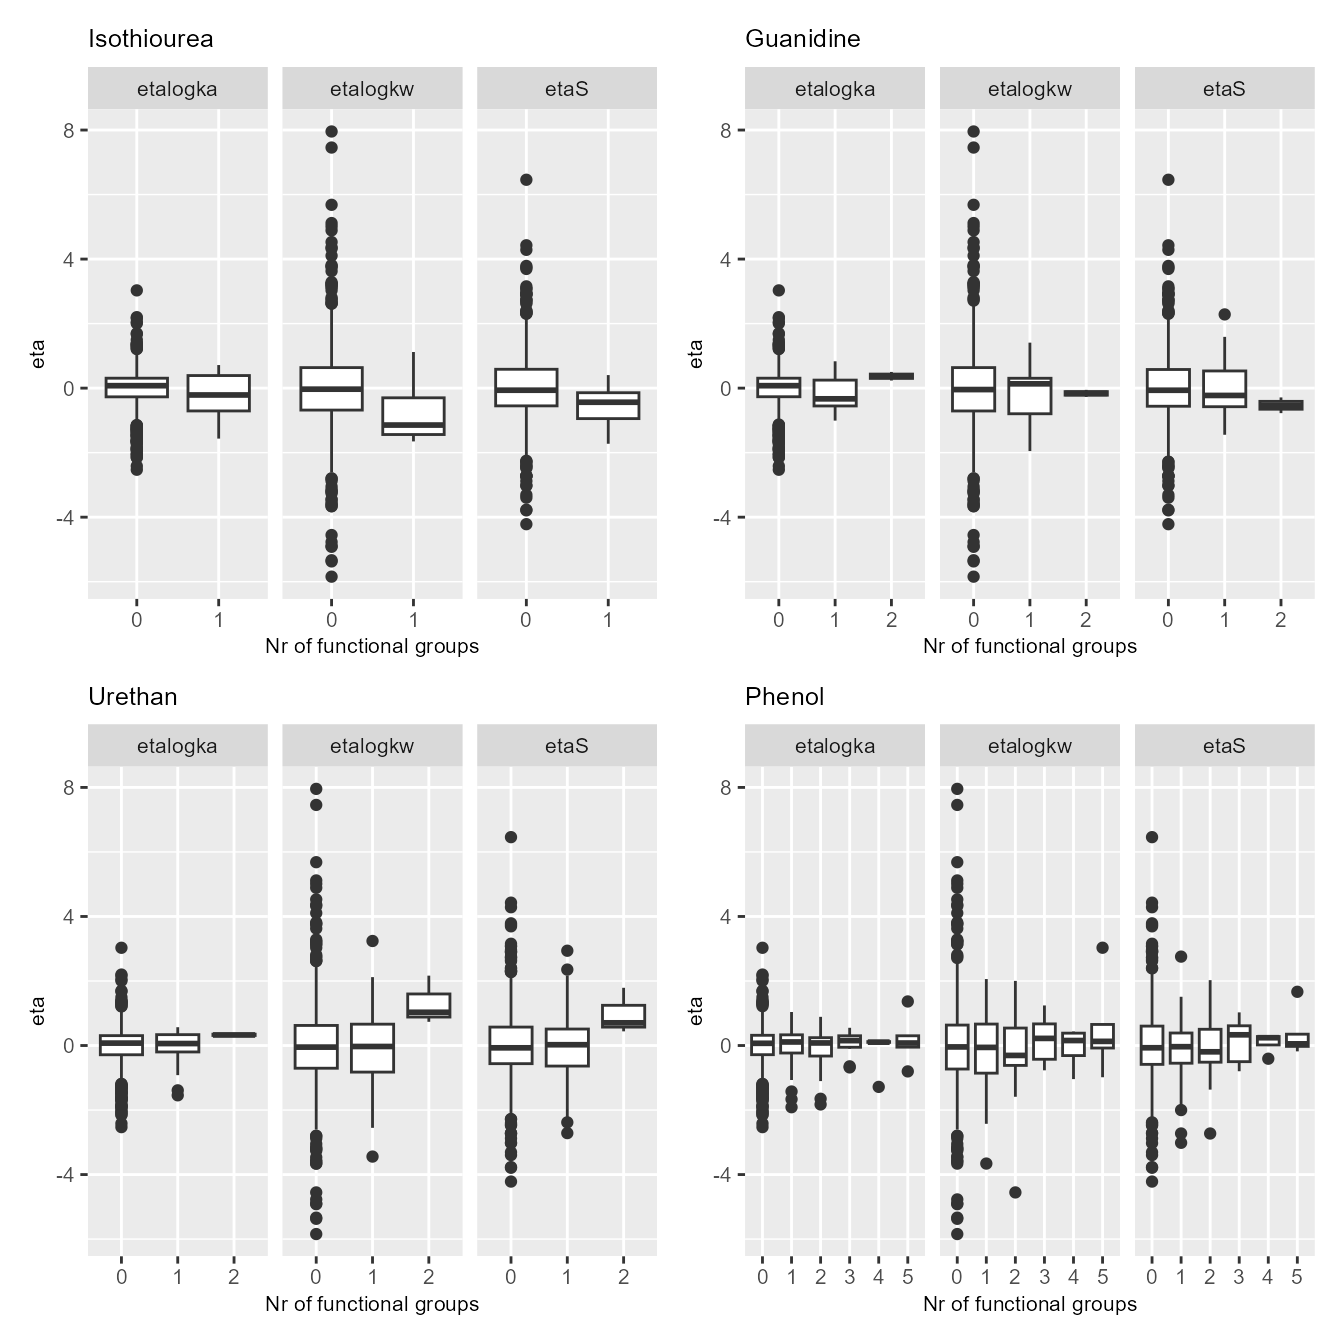 Isothiourea
etalogka etalogkw etaS
8
4
0
-4
eta
0 1 0 1 0 1
Nr of functional groups
Guanidine
etalogka etalogkw etaS
8
4
0
-4
eta
0 1 2 0 1 2 0 1 2
Nr of functional groups
Urethan
etalogka etalogkw etaS
8
4
0
-4
eta
0 1 2 0 1 2 0 1 2
Nr of functional groups
Phenol
etalogka etalogkw etaS
8
4
0
-4
eta
0 1 2 3 4 5 0 1 2 3 4 5 0 1 2 3 4 5
Nr of functional groups